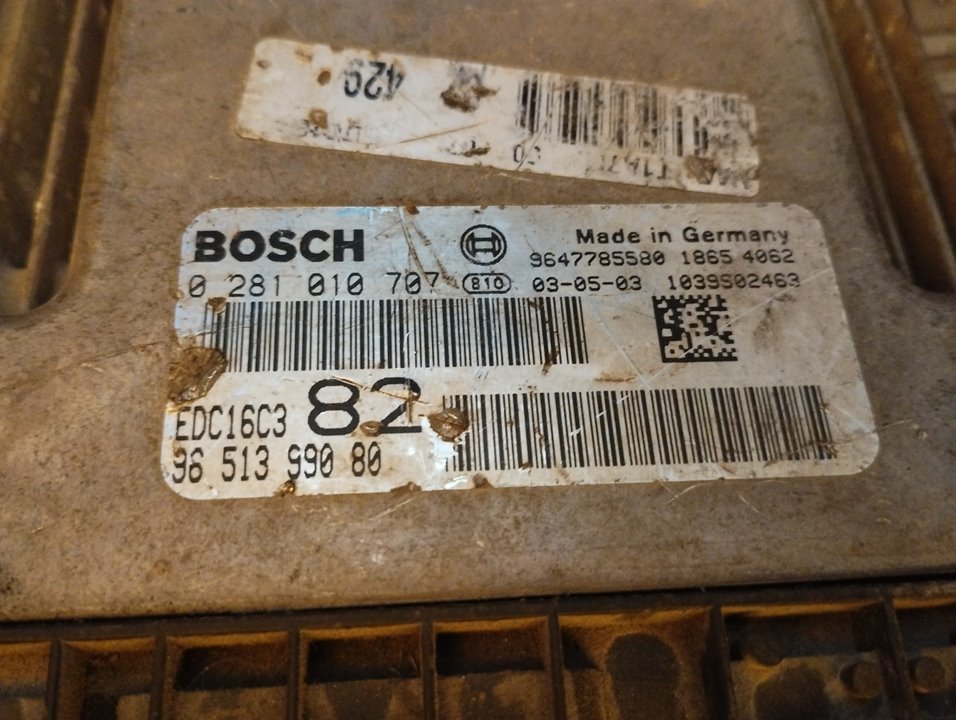 429
BOSCH
Made in Germany
9647785580 1865 4062
0 281 010 707 810 03-05-03 1039S02463
82
EDC16C3
96 513 990 80